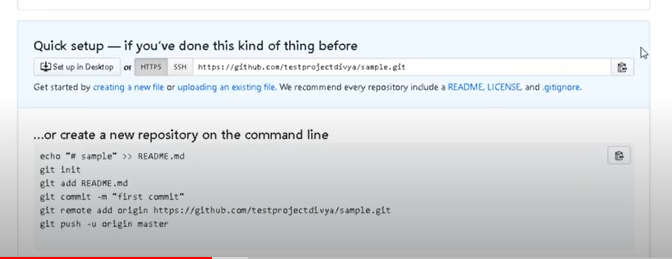 Quick setup — if you've done this kind of thing before
Set up in Desktop or HTTPS SSH https://github.com/testprojectdivya/sample.git
Get started by creating a new file or uploading an existing file. We recommend every repository include a README, LICENSE, and .gitignore.
...or create a new repository on the command line
echo "# sample" >> README.md
git init
git add README.md
git commit -m "first commit"
git remote add origin https://github.com/testprojectdivya/sample.git
git push -u origin master